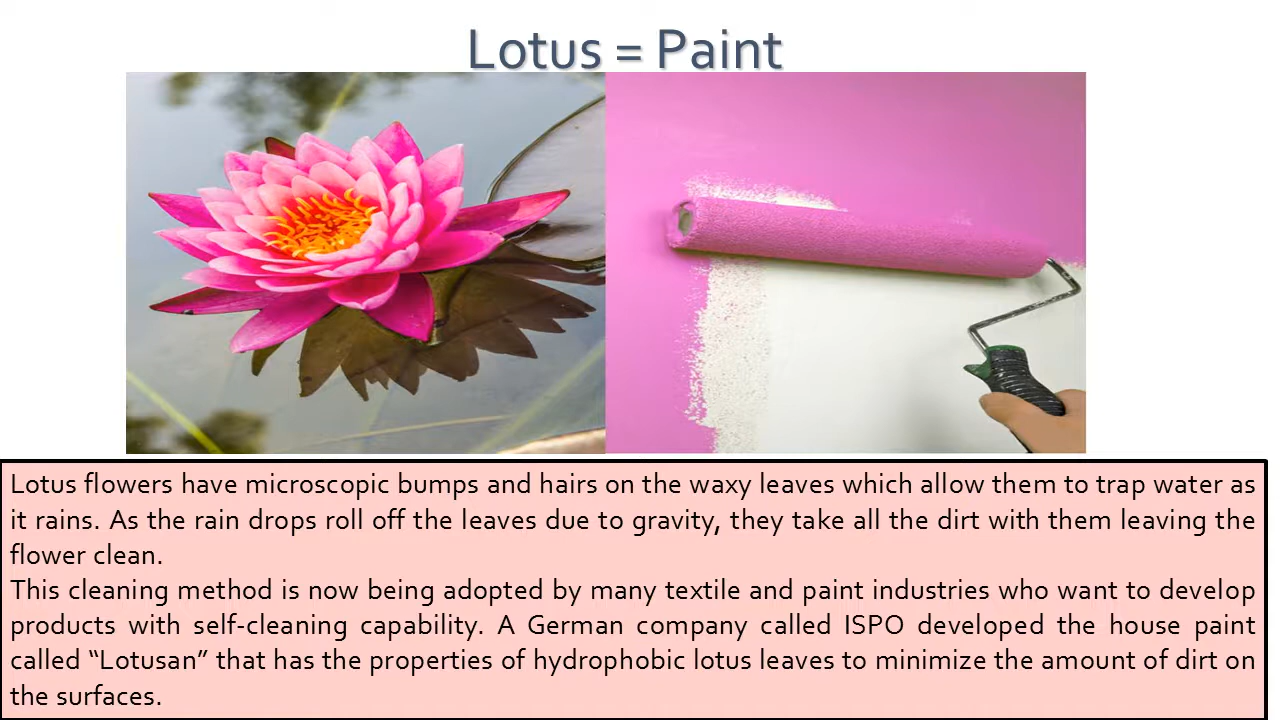 Lotus = Paint
Lotus flowers have microscopic bumps and hairs on the waxy leaves which allow them to trap water as
it rains. As the rain drops roll off the leaves due to gravity, they take all the dirt with them leaving the
flower clean.
This cleaning method is now being adopted by many textile and paint industries who want to develop
products with self-cleaning capability. A German company called ISPO developed the house paint
called “Lotusan” that has the properties of hydrophobic lotus leaves to minimize the amount of dirt on
the surfaces.